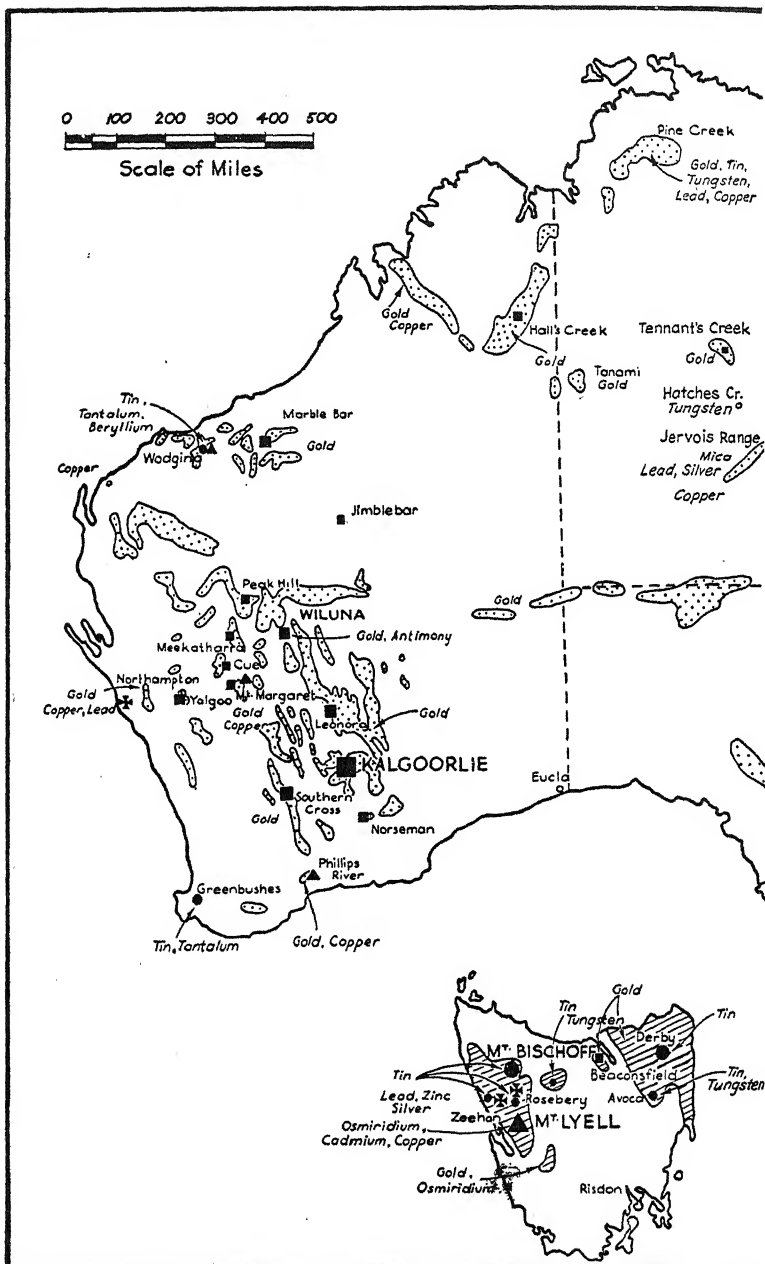 0 100 200 300 400 500
Scale of Miles
Pine Creek
Gold, Tin,
Tungsten,
Lead, Copper
Gold
Copper
Hall's Creek
Gold
Tennant's Creek
Gold
Tanami
Gold
Hatches Cr.
Tungsten
Jervois Range
Mica
Lead, Silver
Copper
Tin,
Tantalum,
Beryllium
Marble Bar
Gold
Wodgina
Copper
Jimblebar
Peak Hill
Gold
WILUNA
Gold, Antimony
Meekatharra
Cue
Northampton
Gold
Copper, Lead
Yalgoo
Mt. Margaret
Gold
Copper
Leonora
Gold
KALGOORLIE
Eucla
Southern
Cross
Gold
Norseman
Phillips
River
Greenbushes
Tin, Tantalum
Gold, Copper
Gold
Tin
Tungsten
Tin
Derby
MT. BISCHOFF
Beaconsfield
Tin
Avoca
Tin,
Tungsten
Lead, Zinc
Silver
Rosebery
Zeehan
MT. LYELL
Osmiridium,
Cadmium, Copper
Gold,
Osmiridium
Risdon